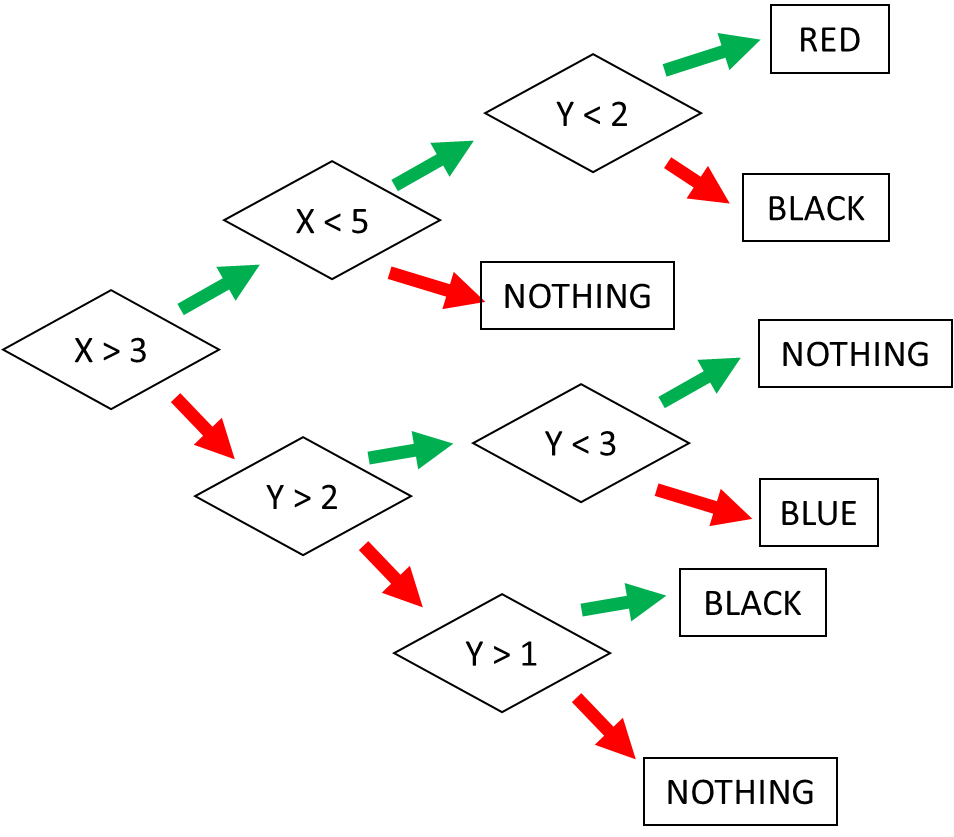 RED
Y < 2
BLACK
X < 5
NOTHING
X > 3
NOTHING
Y < 3
Y > 2
BLUE
BLACK
Y > 1
NOTHING